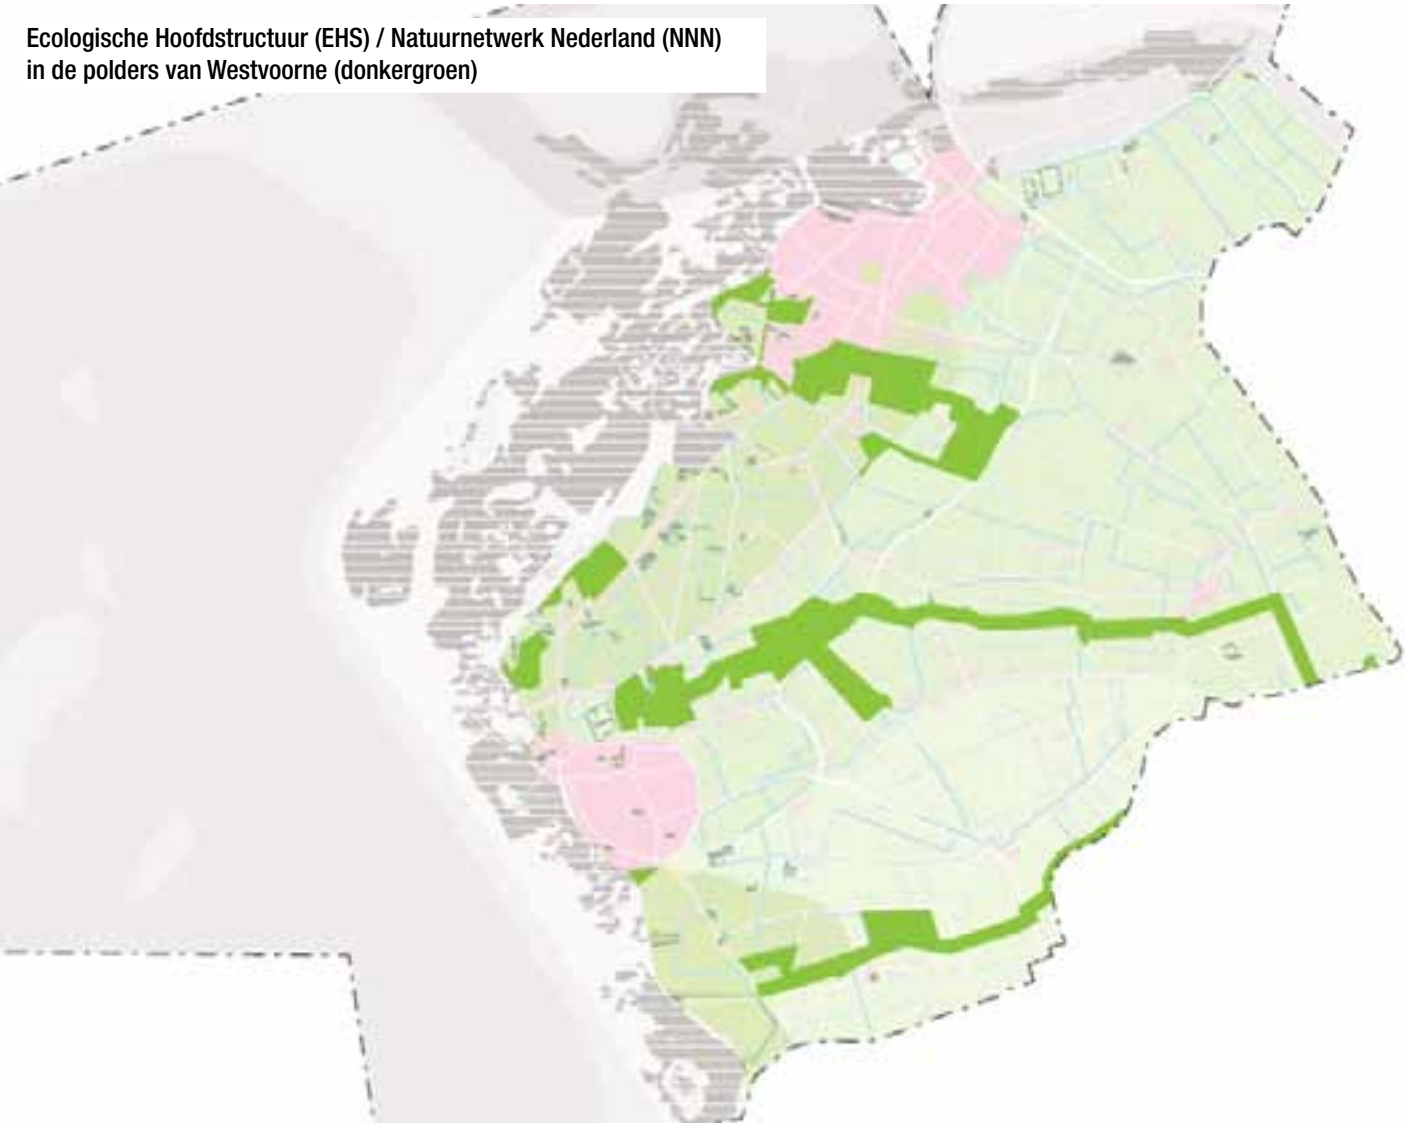 Ecologische Hoofdstructuur (EHS) / Natuurnetwerk Nederland (NNN)
in de polders van Westvoorne (donkergroen)